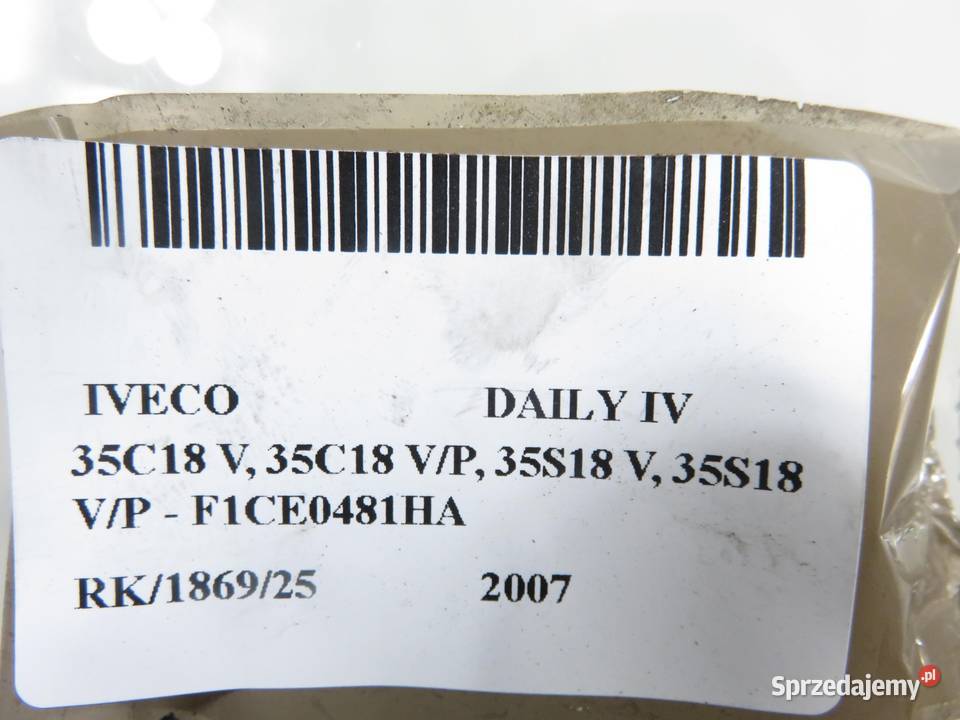 IVECO DAILY IV
35C18 V, 35C18 V/P, 35S18 V, 35S18
V/P - F1CE0481HA
RK/1869/25 2007
Sprzedajemy.pl